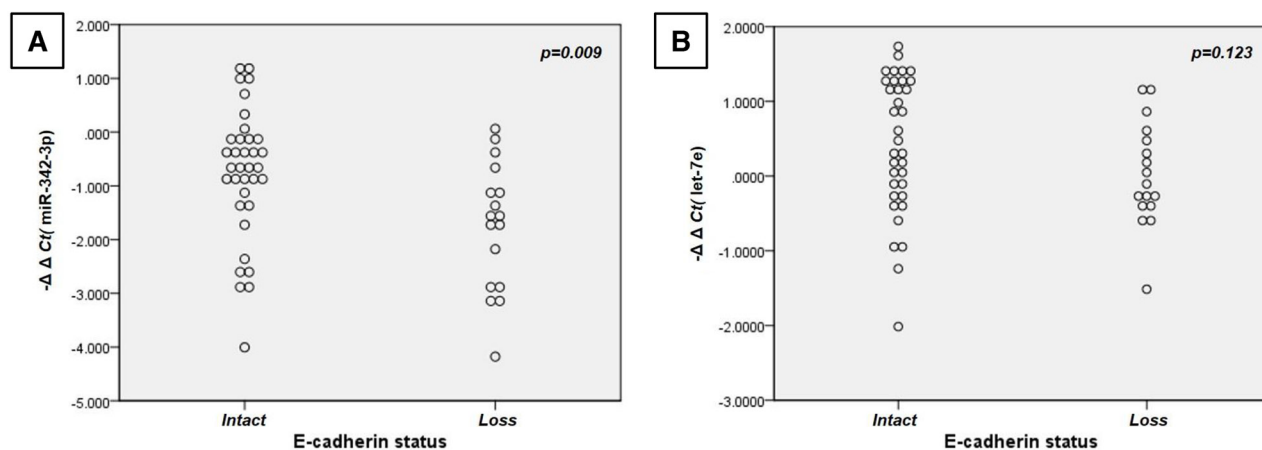 A
2.000
1.000
.000
-1.000
-2.000
-3.000
-4.000
-5.000
-Δ Δ Ct( miR-342-3p)
p=0.009
Intact
Loss
E-cadherin status
B
2.0000
1.0000
.0000
-1.0000
-2.0000
-3.0000
-Δ Δ Ct( let-7e)
p=0.123
Intact
Loss
E-cadherin status